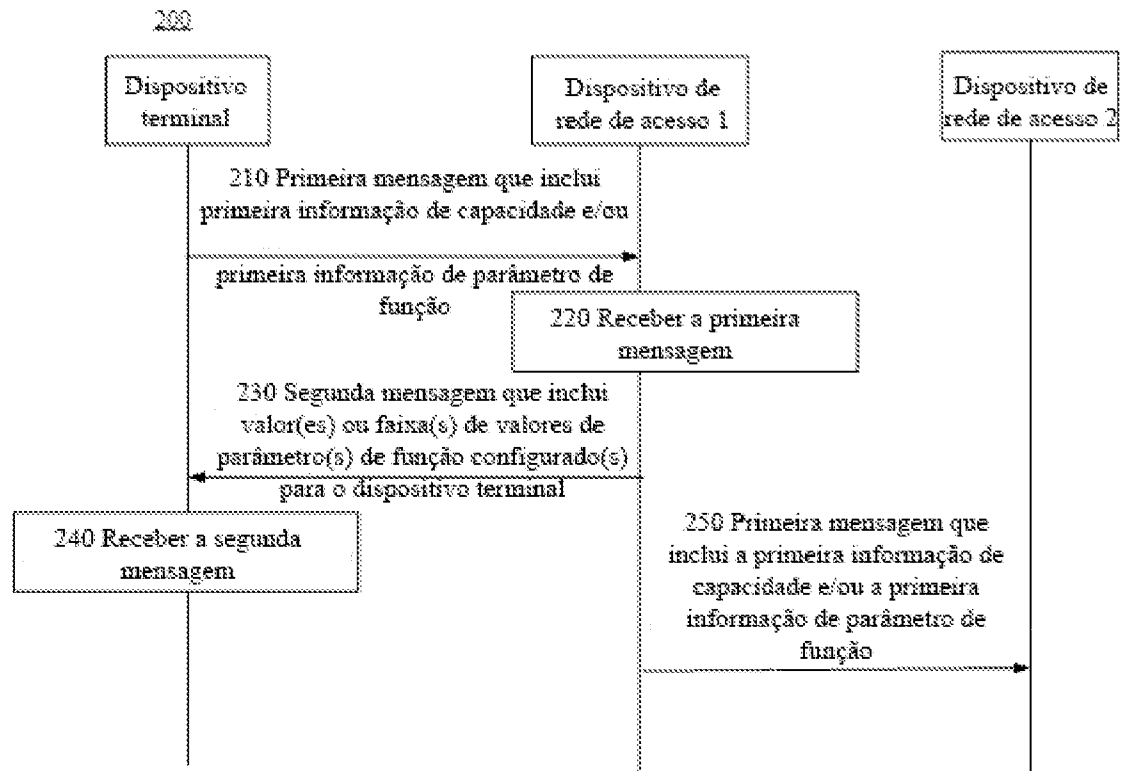 200
Dispositivo
terminal
Dispositivo de
rede de acesso 1
Dispositivo de
rede de acesso 2
210 Primeira mensagem que inclui
primeira informação de capacidade e/ou
primeira informação de parâmetro de
função
220 Receber a primeira
mensagem
230 Segunda mensagem que inclui
valor(es) ou faixa(s) de valores de
parâmetro(s) de função configurado(s)
para o dispositivo terminal
240 Receber a segunda
mensagem
250 Primeira mensagem que
inclui a primeira informação de
capacidade e/ou a primeira
informação de parâmetro de
função